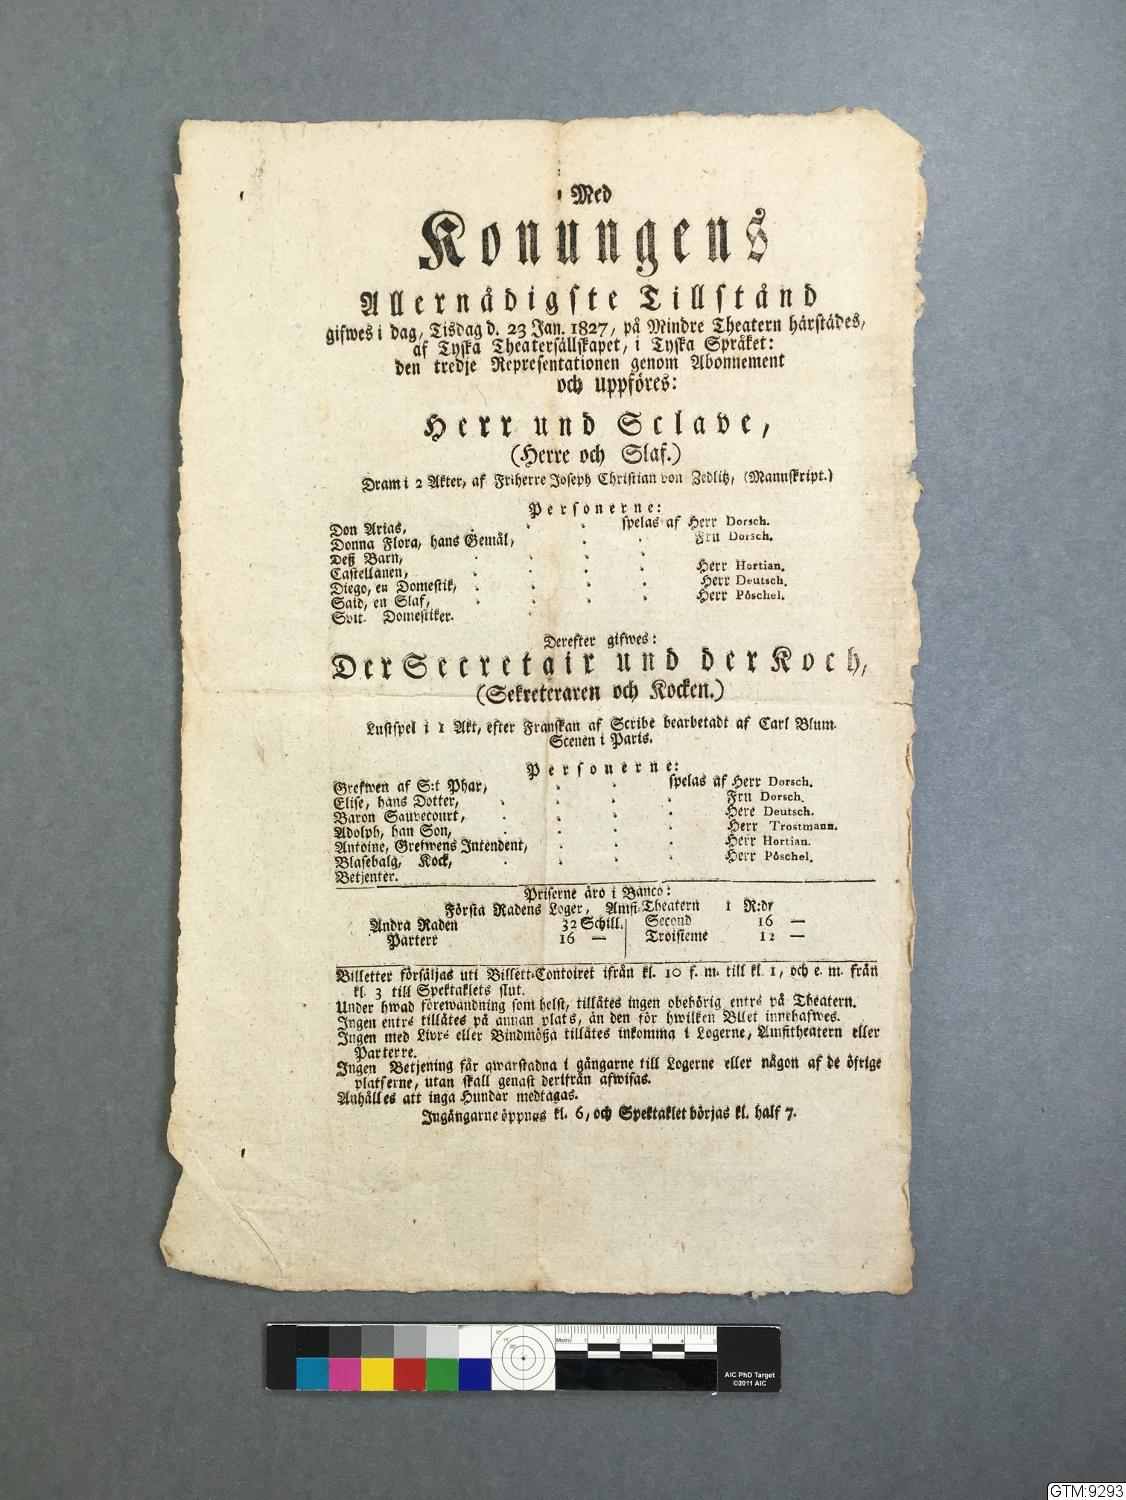 Med
Konungens
Allernådigste Tillstånd
gifwes i dag, Tisdag d. 23 Jan. 1827, på Mindre Theatern härstädes,
af Tyska Theatersällskapet, i Tyska Språket:
den tredje Representationen genom Abonnement
och uppföres:
Herr und Sclave,
(Herre och Slaf.)
Dram i 2 Akter, af Friherre Joseph Christian von Zedlitz, (Manuskript.)
Personerne:
Don Arias, spelas af Herr Dorsch.
Donna Flora, hans Gemål, Fru Dorsch.
Deß Barn,
Castellanen, Herr Hortian.
Diego, en Domestik, Herr Deutsch.
Said, en Slaf, Herr Pöschel.
Svit. Domestiker.
Derefter gifwes:
Der Secretair und der Koch,
(Sekreteraren och Kocken.)
Lustspel i 1 Akt, efter Franskan af Scribe bearbetadt af Carl Blum.
Scenen i Paris.
Personerne:
Grefwen af S:t Phar, spelas af Herr Dorsch.
Elise, hans Dotter, Fru Dorsch.
Baron Sauvecourt, Here Deutsch.
Adolph, han Son, Herr Trostmann.
Antoine, Grefwens Intendent, Herr Hortian.
Blasebalg, Kock, Herr Pöschel.
Betjenter.
Priserne äro i Banco:
Första Radens Loger, Amfi-Theatern 1 R:dr
Andra Raden 32 Schill. Second 16 —
Parterr 16 — Troisieme 12 —
Billetter försäljas uti Billett-Contoiret ifrån kl. 10 f. m. till kl. 1, och e. m. från
kl. 3 till Spektaklets slut.
Under hwad förewändning som helst, tillåtes ingen obehörig entré på Theatern.
Ingen entré tillåtes på annan plats, än den för hwilken Bilet innehafwes.
Ingen med Livré eller Bindmößa tillåtes inkomma i Logerne, Amfitheatern eller
Parterre.
Ingen Betjening får qwarstadna i gångarne till Logerne eller någon af de öfrige
platserne, utan skall genast derifrån afwisas.
Anhålles att inga Hundar medtagas.
Ingångarne öppnas kl. 6, och Spektaklet börjas kl. half 7.
AIC PhD Target
©2011 AIC
GTM:9293